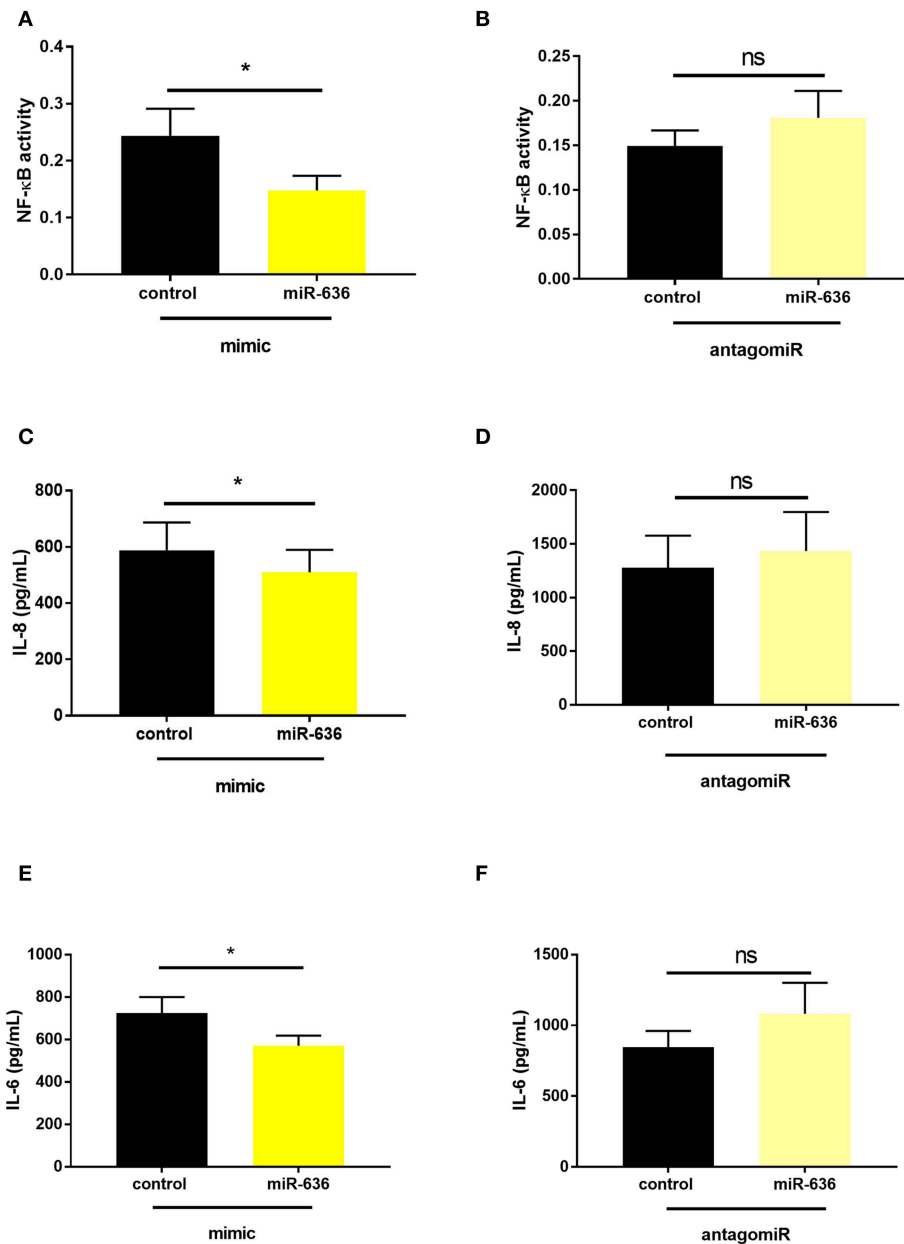 A
NF-κB activity
0.4
0.3
0.2
0.1
0.0
*
control miR-636
mimic
B
NF-κB activity
0.25
0.20
0.15
0.10
0.05
0.00
ns
control miR-636
antagomiR
C
IL-8 (pg/mL)
800
600
400
200
0
*
control miR-636
mimic
D
IL-8 (pg/mL)
2000
1500
1000
500
0
ns
control miR-636
antagomiR
E
IL-6 (pg/mL)
1000
800
600
400
200
0
*
control miR-636
mimic
F
IL-6 (pg/mL)
1500
1000
500
0
ns
control miR-636
antagomiR